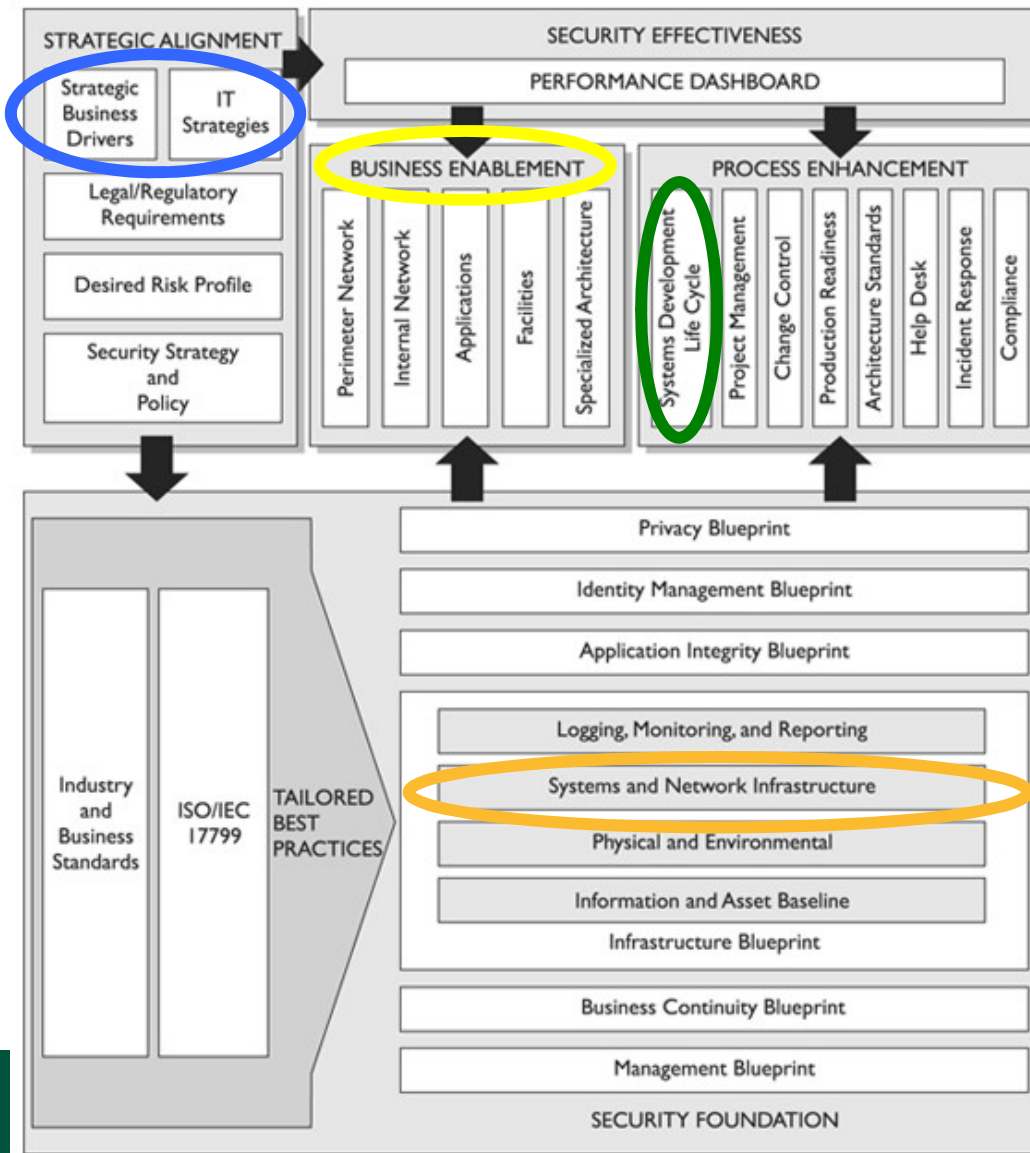 STRATEGIC ALIGNMENT
Strategic
Business
Drivers
IT
Strategies
Legal/Regulatory
Requirements
Desired Risk Profile
Security Strategy
and
Policy
SECURITY EFFECTIVENESS
PERFORMANCE DASHBOARD
BUSINESS ENABLEMENT
Perimeter Network
Internal Network
Applications
Facilities
Specialized Architecture
PROCESS ENHANCEMENT
Systems Development
Life Cycle
Project Management
Change Control
Production Readiness
Architecture Standards
Help Desk
Incident Response
Compliance
Industry
and
Business
Standards
ISO/IEC
17799
TAILORED
BEST
PRACTICES
Privacy Blueprint
Identity Management Blueprint
Application Integrity Blueprint
Logging, Monitoring, and Reporting
Systems and Network Infrastructure
Physical and Environmental
Information and Asset Baseline
Infrastructure Blueprint
Business Continuity Blueprint
Management Blueprint
SECURITY FOUNDATION